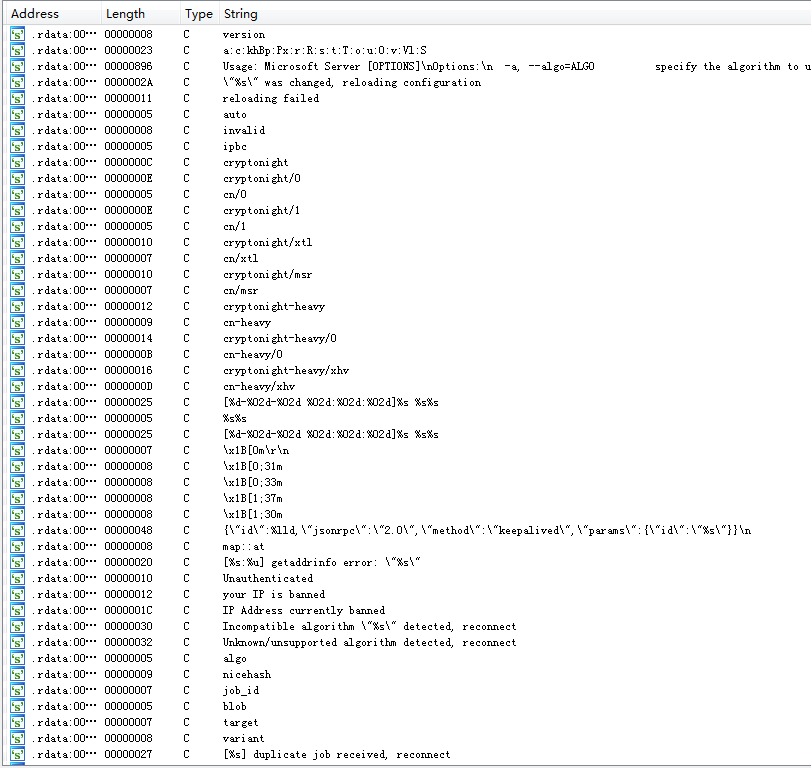 Address Length Type String
's' .rdata:00··· 00000008 C version
's' .rdata:00··· 00000023 C a:c:khBp:Px:r:R:s:t:T:o:u:O:v:Vl:S
's' .rdata:00··· 00000896 C Usage: Microsoft Server [OPTIONS]\nOptions:\n  -a, --algo=ALGO          specify the algorithm to u
's' .rdata:00··· 0000002A C \"%s\" was changed, reloading configuration
's' .rdata:00··· 00000011 C reloading failed
's' .rdata:00··· 00000005 C auto
's' .rdata:00··· 00000008 C invalid
's' .rdata:00··· 00000005 C ipbc
's' .rdata:00··· 0000000C C cryptonight
's' .rdata:00··· 0000000E C cryptonight/0
's' .rdata:00··· 00000005 C cn/0
's' .rdata:00··· 0000000E C cryptonight/1
's' .rdata:00··· 00000005 C cn/1
's' .rdata:00··· 00000010 C cryptonight/xtl
's' .rdata:00··· 00000007 C cn/xtl
's' .rdata:00··· 00000010 C cryptonight/msr
's' .rdata:00··· 00000007 C cn/msr
's' .rdata:00··· 00000012 C cryptonight-heavy
's' .rdata:00··· 00000009 C cn-heavy
's' .rdata:00··· 00000014 C cryptonight-heavy/0
's' .rdata:00··· 0000000B C cn-heavy/0
's' .rdata:00··· 00000016 C cryptonight-heavy/xhv
's' .rdata:00··· 0000000D C cn-heavy/xhv
's' .rdata:00··· 00000025 C [%d-%02d-%02d %02d:%02d:%02d]%s %s%s
's' .rdata:00··· 00000005 C %s%s
's' .rdata:00··· 00000025 C [%d-%02d-%02d %02d:%02d:%02d]%s %s%s
's' .rdata:00··· 00000007 C \x1B[0m\r\n
's' .rdata:00··· 00000008 C \x1B[0;31m
's' .rdata:00··· 00000008 C \x1B[0;33m
's' .rdata:00··· 00000008 C \x1B[1;37m
's' .rdata:00··· 00000008 C \x1B[1;30m
's' .rdata:00··· 00000048 C {\"id\":%lld,\"jsonrpc\":\"2.0\",\"method\":\"keepalived\",\"params\":{\"id\":\"%s\"}}\n
's' .rdata:00··· 00000008 C map::at
's' .rdata:00··· 00000020 C [%s:%u] getaddrinfo error: \"%s\"
's' .rdata:00··· 00000010 C Unauthenticated
's' .rdata:00··· 00000012 C your IP is banned
's' .rdata:00··· 0000001C C IP Address currently banned
's' .rdata:00··· 00000030 C Incompatible algorithm \"%s\" detected, reconnect
's' .rdata:00··· 00000032 C Unknown/unsupported algorithm detected, reconnect
's' .rdata:00··· 00000005 C algo
's' .rdata:00··· 00000009 C nicehash
's' .rdata:00··· 00000007 C job_id
's' .rdata:00··· 00000005 C blob
's' .rdata:00··· 00000007 C target
's' .rdata:00··· 00000008 C variant
's' .rdata:00··· 00000027 C [%s] duplicate job received, reconnect